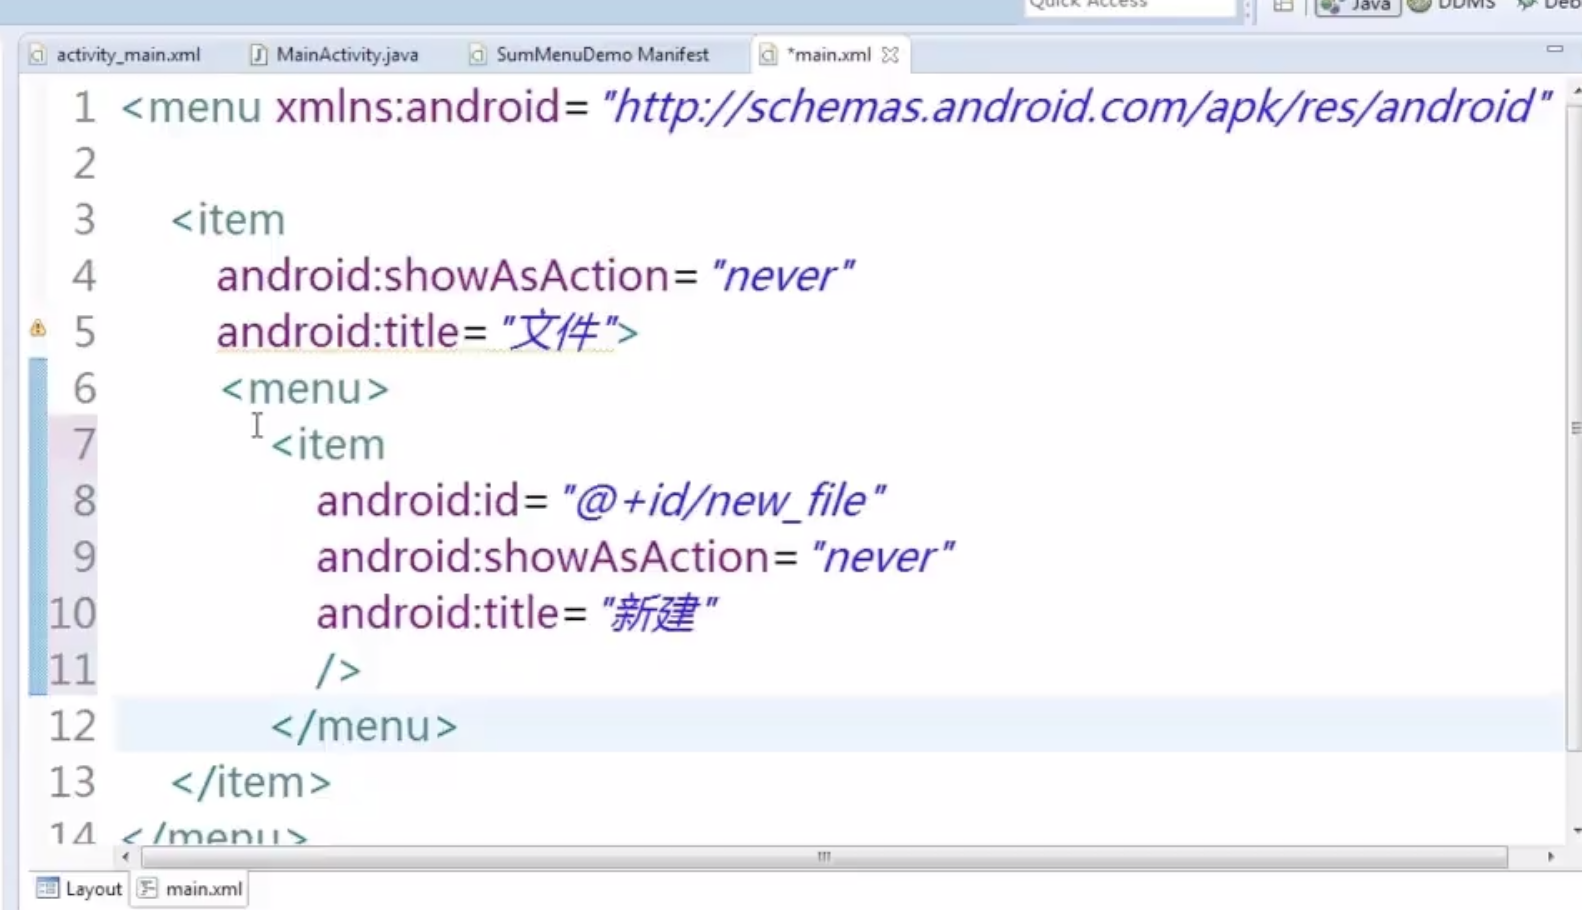 Quick Access
Java
DDMS
activity_main.xml
MainActivity.java
SumMenuDemo Manifest
*main.xml
1 <menu xmlns:android="http://schemas.android.com/apk/res/android"
2
3 <item
4 android:showAsAction="never"
5 android:title="文件">
6 <menu>
7 <item
8 android:id="@+id/new_file"
9 android:showAsAction="never"
10 android:title="新建"
11 />
12 </menu>
13 </item>
14 </menu>
Layout
main.xml